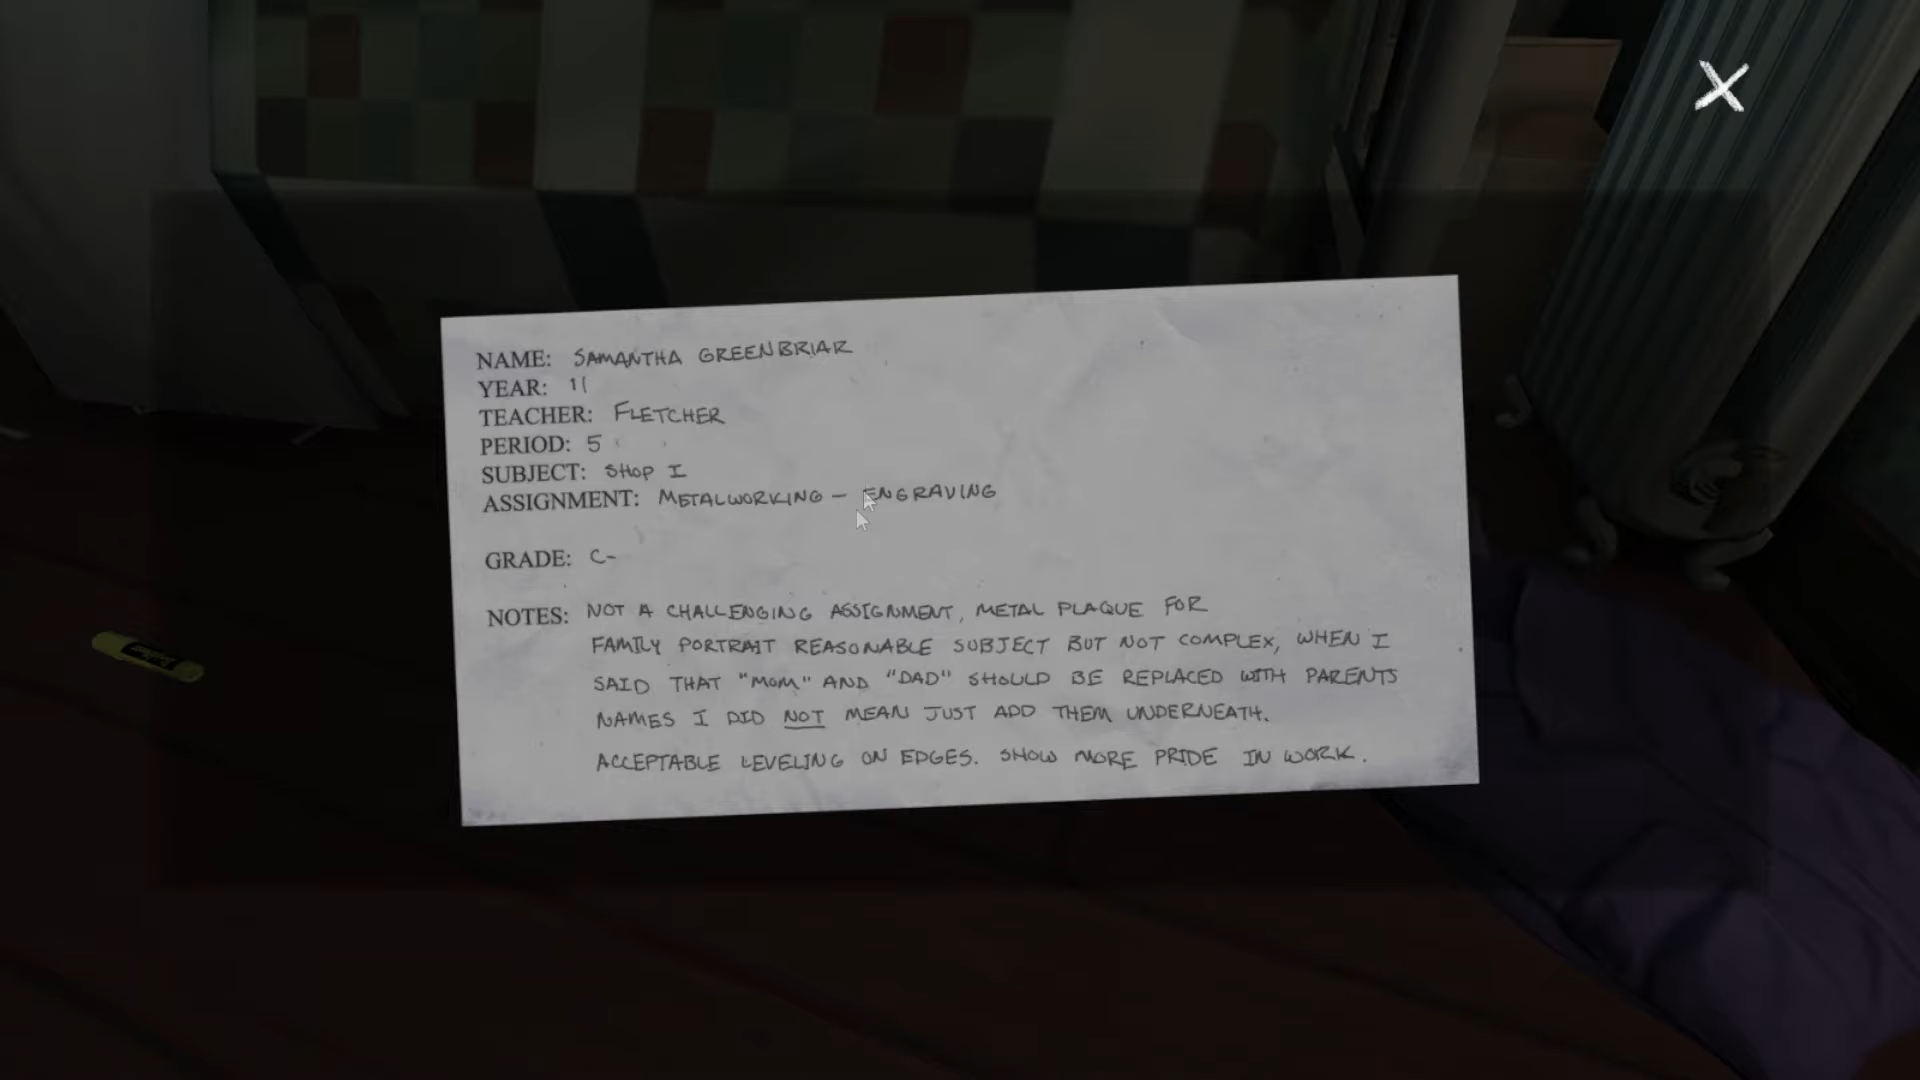 NAME: SAMANTHA GREENBRIAR
YEAR: 11
TEACHER: FLETCHER
PERIOD: 5
SUBJECT: SHOP I
ASSIGNMENT: METALWORKING – ENGRAVING
GRADE: C-
NOTES: NOT A CHALLENGING ASSIGNMENT, METAL PLAQUE FOR
FAMILY PORTRAIT REASONABLE SUBJECT BUT NOT COMPLEX, WHEN I
SAID THAT "MOM" AND "DAD" SHOULD BE REPLACED WITH PARENTS
NAMES I DID NOT MEAN JUST ADD THEM UNDERNEATH.
ACCEPTABLE LEVELING ON EDGES. SHOW MORE PRIDE IN WORK.